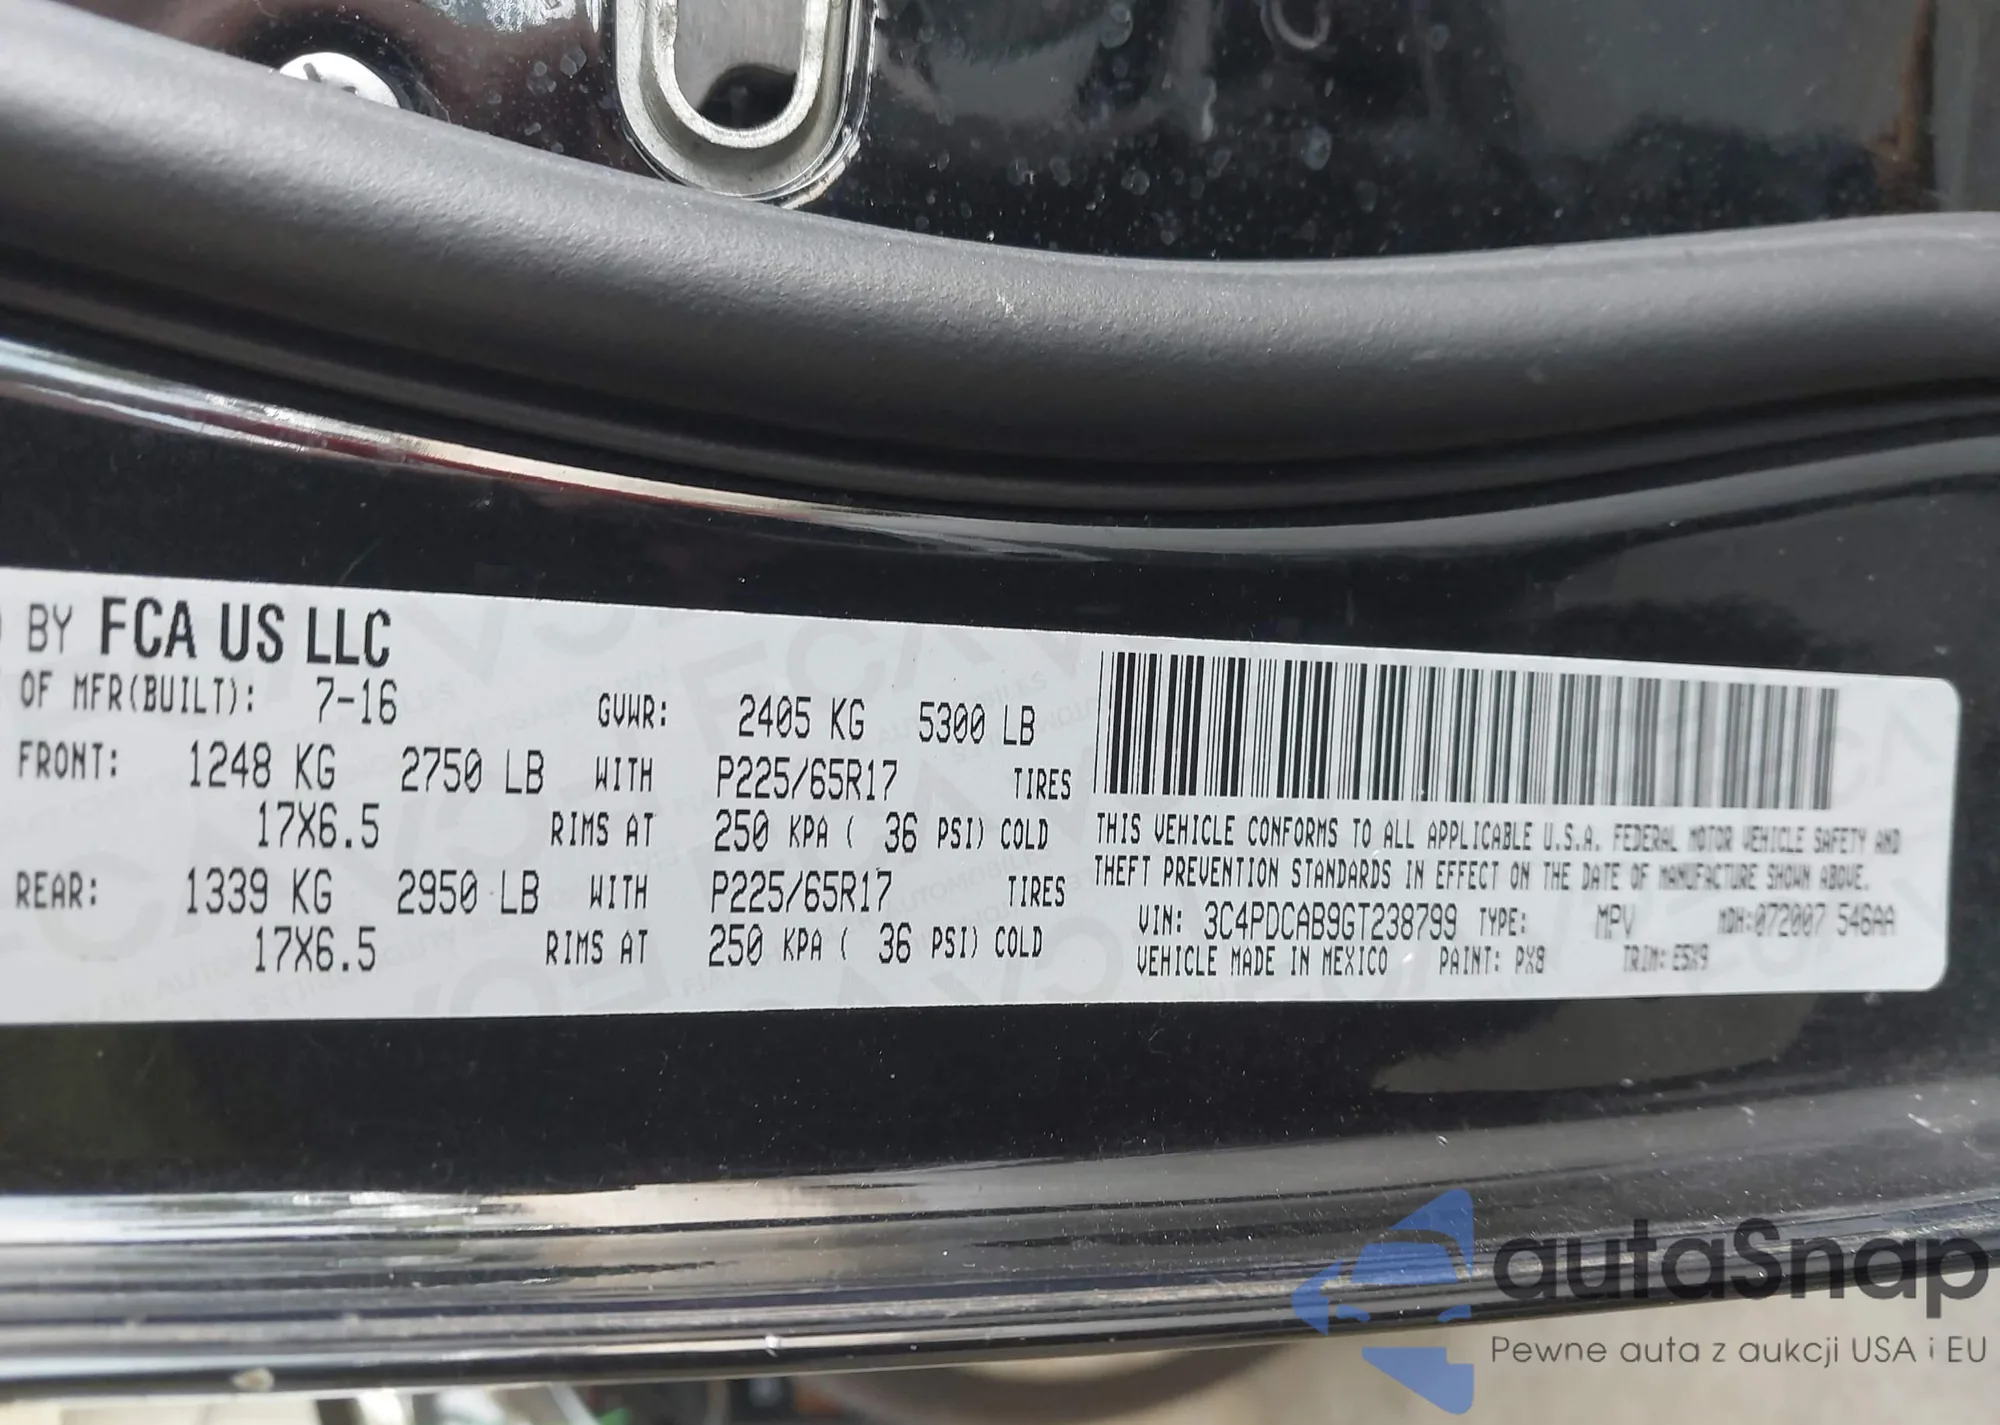 BY FCA US LLC
OF MFR(BUILT): 7-16 GVWR: 2405 KG 5300 LB
FRONT: 1248 KG 2750 LB WITH P225/65R17 TIRES
17X6.5 RIMS AT 250 KPA ( 36 PSI) COLD
REAR: 1339 KG 2950 LB WITH P225/65R17 TIRES
17X6.5 RIMS AT 250 KPA ( 36 PSI) COLD
THIS VEHICLE CONFORMS TO ALL APPLICABLE U.S.A. FEDERAL MOTOR VEHICLE SAFETY AND
THEFT PREVENTION STANDARDS IN EFFECT ON THE DATE OF MANUFACTURE SHOWN ABOVE.
VIN: 3C4PDCAB9GT238799 TYPE: MPV MDH:072007 546AA
VEHICLE MADE IN MEXICO PAINT: PX8 TRIM: E5X9
autaSnap
Pewne auta z aukcji USA i EU